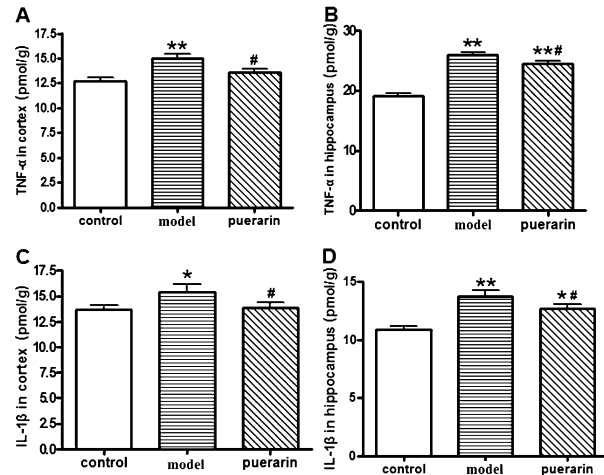 A
TNF-α in cortex (pmol/g)
17.5
15.0
12.5
10.0
7.5
5.0
2.5
0.0
**
#
control model puerarin
B
TNF-α in hippocampus (pmol/g)
30
20
10
0
**
**#
control model puerarin
C
IL-1β in cortex (pmol/g)
17.5
15.0
12.5
10.0
7.5
5.0
2.5
0.0
*
#
control model puerarin
D
IL-1β in hippocampus (pmol/g)
15
10
5
0
**
*#
control model puerarin